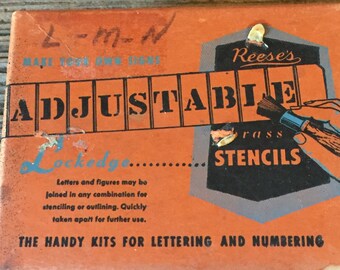 L-M-N
MAKE YOUR OWN SIGNS
Reese's
ADJUSTABLE
Brass
Lockedge............
STENCILS
Letters and figures may be
joined in any combination for
stenciling or outlining. Quickly
taken apart for further use.
THE HANDY KITS FOR LETTERING AND NUMBERING